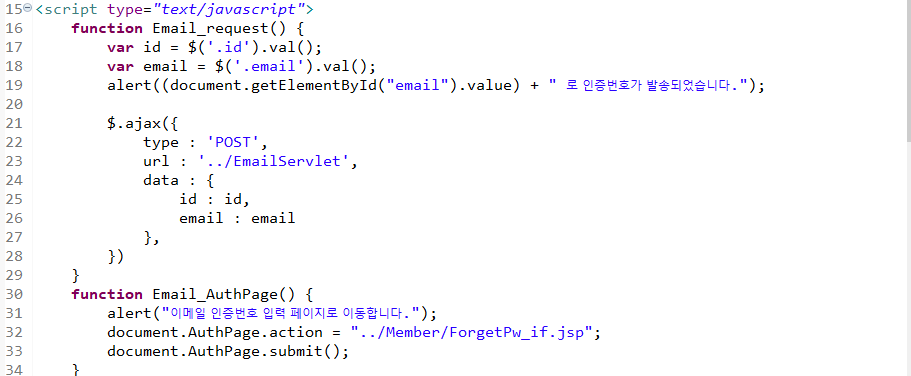 15 <script type="text/javascript">
16     function Email_request() {
17         var id = $('.id').val();
18         var email = $('.email').val();
19         alert((document.getElementById("email").value) + " 로 인증번호가 발송되었습니다.");
20
21         $.ajax({
22             type : 'POST',
23             url : '../EmailServlet',
24             data : {
25                 id : id,
26                 email : email
27             },
28         })
29     }
30     function Email_AuthPage() {
31         alert("이메일 인증번호 입력 페이지로 이동합니다.");
32         document.AuthPage.action = "../Member/ForgetPw_if.jsp";
33         document.AuthPage.submit();
34     }